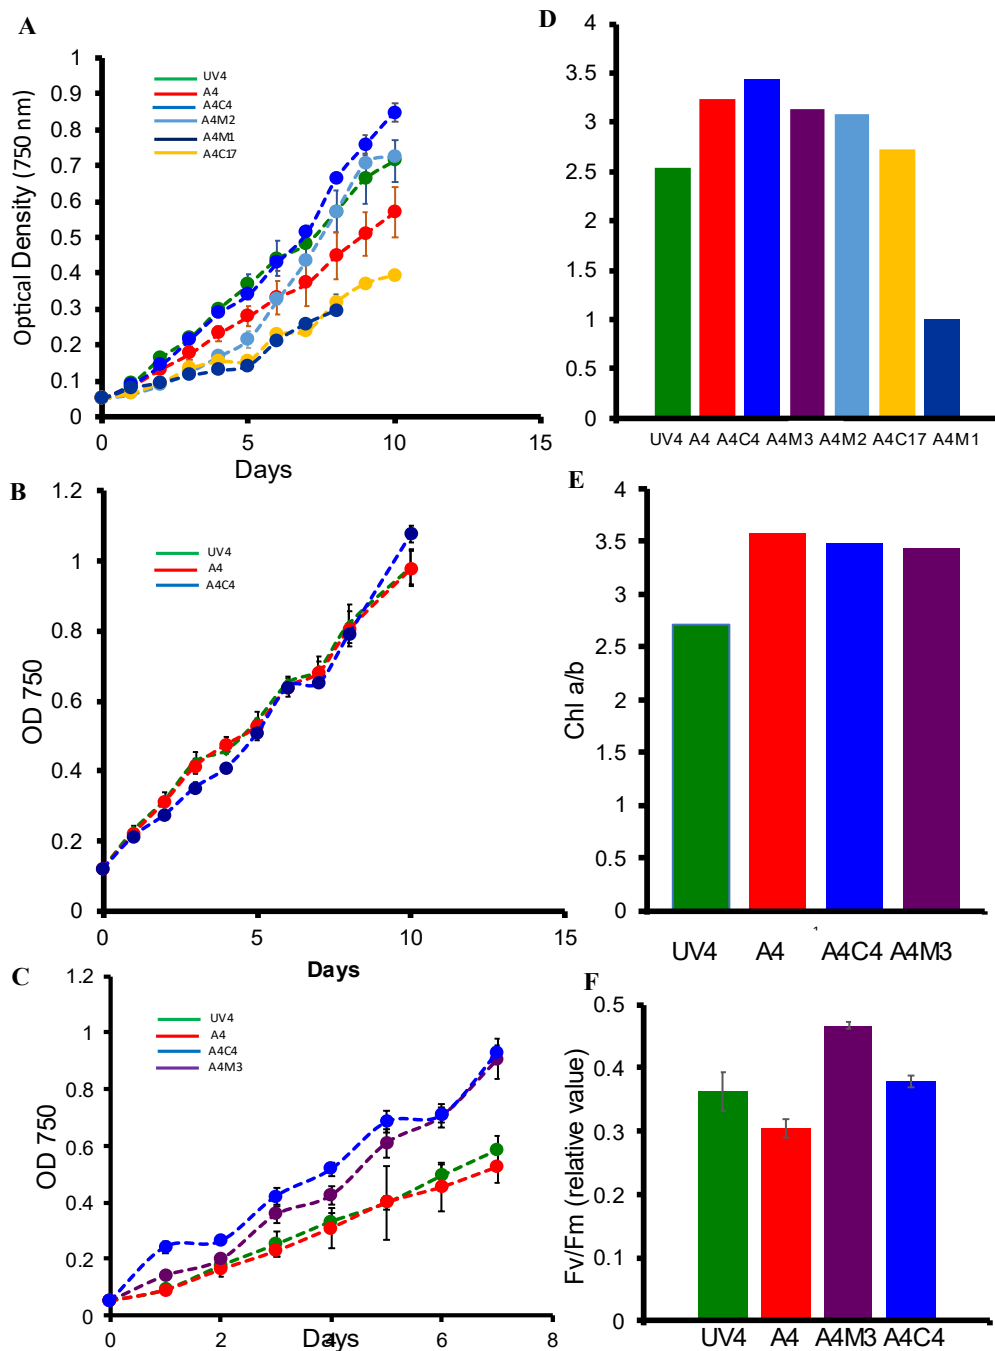 A
1
0.9
0.8
0.7
0.6
0.5
0.4
0.3
0.2
0.1
0
0
5
10
15
Optical Density (750 nm)
Days
UV4
A4
A4C4
A4M2
A4M1
A4C17
D
4
3.5
3
2.5
2
1.5
1
0.5
0
UV4 A4 A4C4 A4M3 A4M2 A4C17 A4M1
B
1.2
1
0.8
0.6
0.4
0.2
0
0
5
10
15
OD 750
Days
UV4
A4
A4C4
E
4
3.5
3
2.5
2
1.5
1
0.5
0
Chl a/b
1
UV4 A4 A4C4 A4M3
C
1.2
1
0.8
0.6
0.4
0.2
0
0
2
4
6
8
OD 750
Days
UV4
A4
A4C4
A4M3
F
0.5
0.4
0.3
0.2
0.1
0
Fv/Fm (relative value)
UV4 A4 A4M3 A4C4